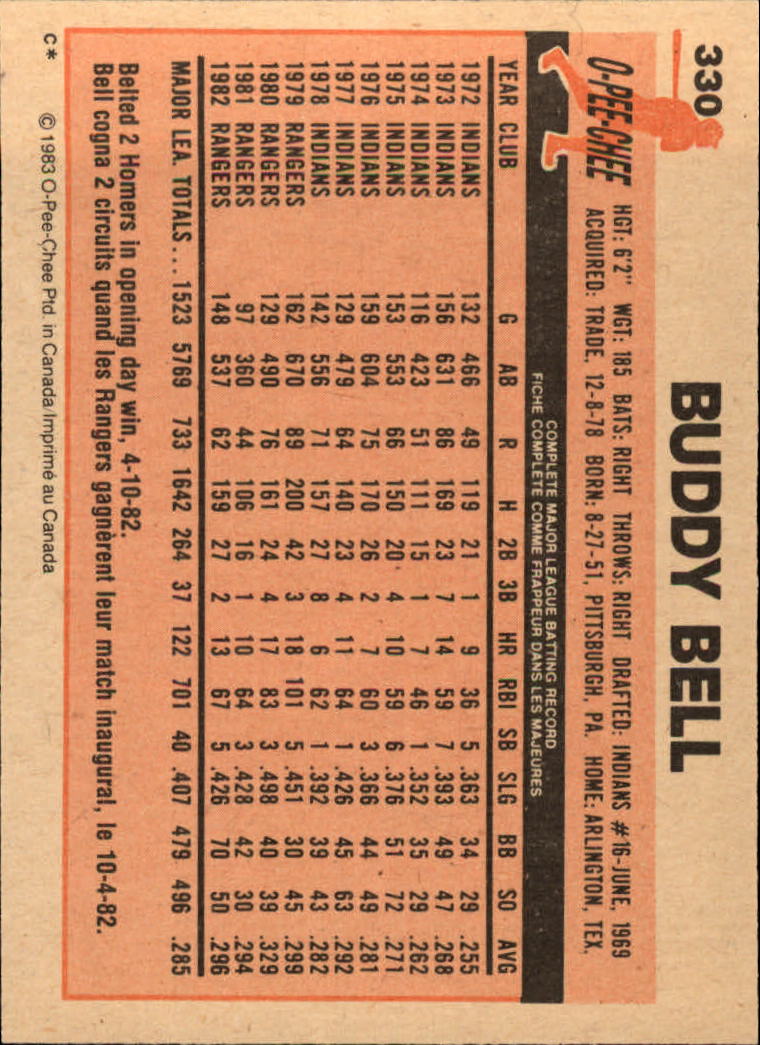 330
BUDDY BELL
O-PEE-CHEE
HGT: 6'2" WGT: 185 BATS: RIGHT THROWS: RIGHT DRAFTED: INDIANS #16-JUNE, 1969
ACQUIRED: TRADE, 12-8-78 BORN: 8-27-51, PITTSBURGH, PA. HOME: ARLINGTON, TEX.
COMPLETE MAJOR LEAGUE BATTING RECORD
FICHE COMPLÈTE COMME FRAPPEUR DANS LES MAJEURES
YEAR CLUB G AB R H 2B 3B HR RBI SB SLG BB SO AVG
1972 INDIANS 132 466 49 119 21 1 9 36 5 .363 34 29 .255
1973 INDIANS 156 631 86 169 23 7 14 59 7 .393 49 47 .268
1974 INDIANS 116 423 51 111 15 1 7 46 1 .352 35 29 .262
1975 INDIANS 153 553 66 150 20 4 10 59 6 .376 51 72 .271
1976 INDIANS 159 604 75 170 26 2 7 60 3 .366 44 49 .281
1977 INDIANS 129 479 64 140 23 4 11 64 1 .426 45 63 .292
1978 INDIANS 142 556 71 157 27 8 6 62 1 .392 39 43 .282
1979 RANGERS 162 670 89 200 42 3 18 101 5 .451 30 45 .299
1980 RANGERS 129 490 76 161 24 4 17 83 3 .498 40 39 .329
1981 RANGERS 97 360 44 106 16 1 10 64 3 .428 42 30 .294
1982 RANGERS 148 537 62 159 27 2 13 67 5 .426 70 50 .296
MAJOR LEA. TOTALS... 1523 5769 733 1642 264 37 122 701 40 .407 479 496 .285
Belted 2 Homers in opening day win, 4-10-82.
Bell cogna 2 circuits quand les Rangers gagnèrent leur match inaugural, le 10-4-82.
C* © 1983 O-Pee-Chee Ptd. in Canada/Imprimé au Canada